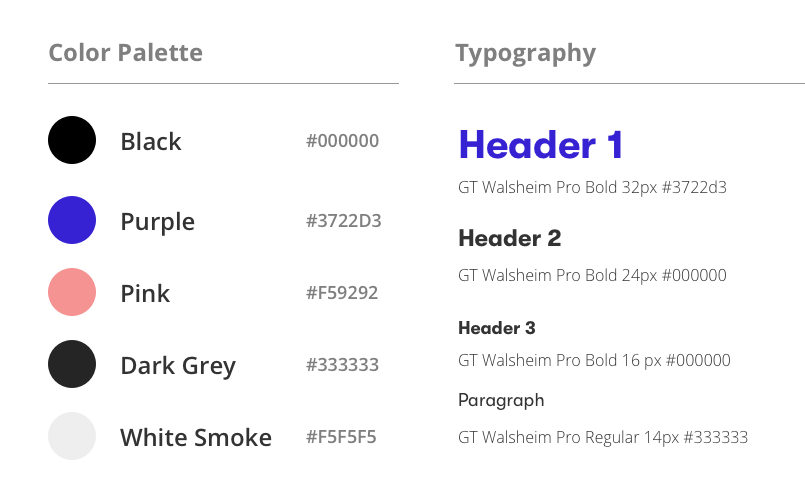 Color Palette
Black #000000
Purple #3722D3
Pink #F59292
Dark Grey #333333
White Smoke #F5F5F5
Typography
Header 1
GT Walsheim Pro Bold 32px #3722d3
Header 2
GT Walsheim Pro Bold 24px #000000
Header 3
GT Walsheim Pro Bold 16 px #000000
Paragraph
GT Walsheim Pro Regular 14px #333333